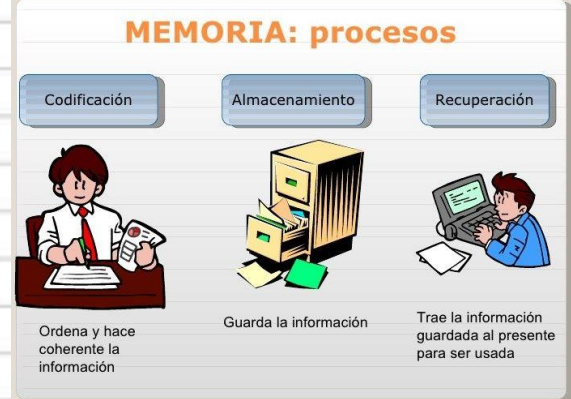 MEMORIA: procesos
Codificación
Almacenamiento
Recuperación
Ordena y hace
coherente la
información
Guarda la información
Trae la información
guardada al presente
para ser usada